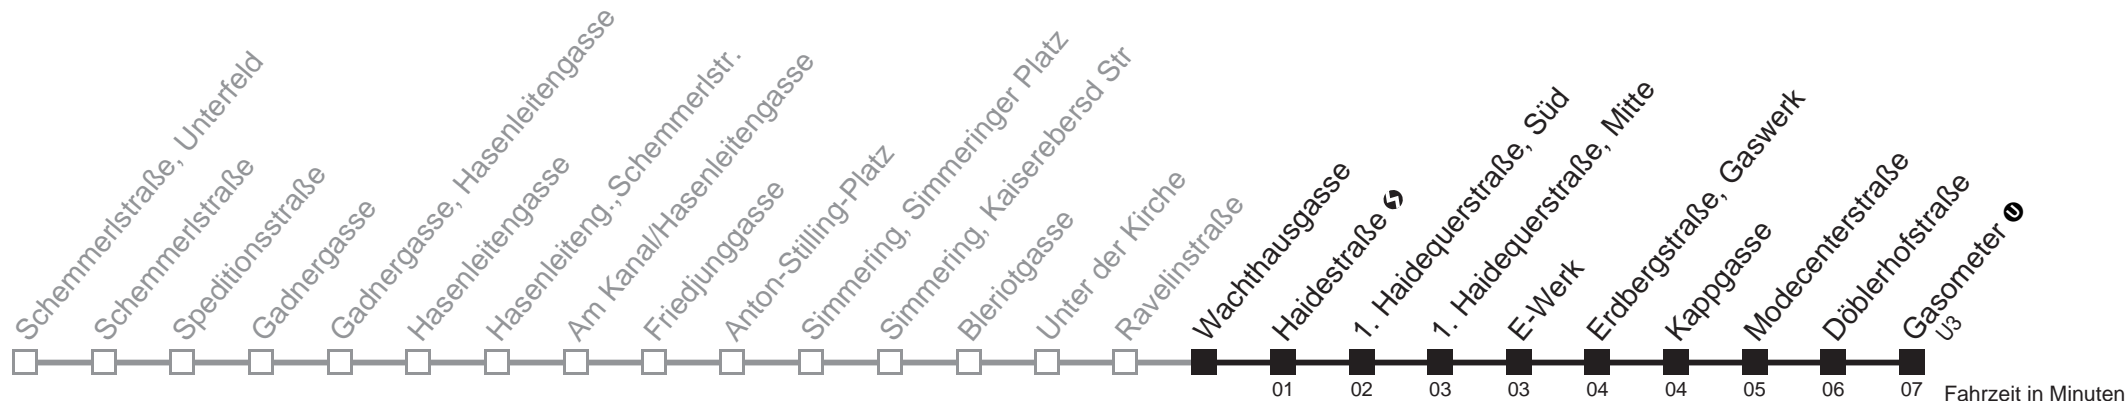 Schemmerlstraße, Unterfeld
Schemmerlstraße
Speditionsstraße
Gadnergasse
Gadnergasse, Hasenleitengasse
Hasenleitengasse
Hasenleiteng.,Schemmerlstr.
Am Kanal/Hasenleitengasse
Friedjunggasse
Anton-Stilling-Platz
Simmering, Simmeringer Platz
Simmering, Kaiserebersd Str
Bleriotgasse
Unter der Kirche
Ravelinstraße
Wachthausgasse
Haidestraße
1. Haidequerstraße, Süd
1. Haidequerstraße, Mitte
E-Werk
Erdbergstraße, Gaswerk
Kappgasse
Modecenterstraße
Döblerhofstraße
Gasometer U
U3
01 02 03 03 04 04 05 06 07 Fahrzeit in Minuten